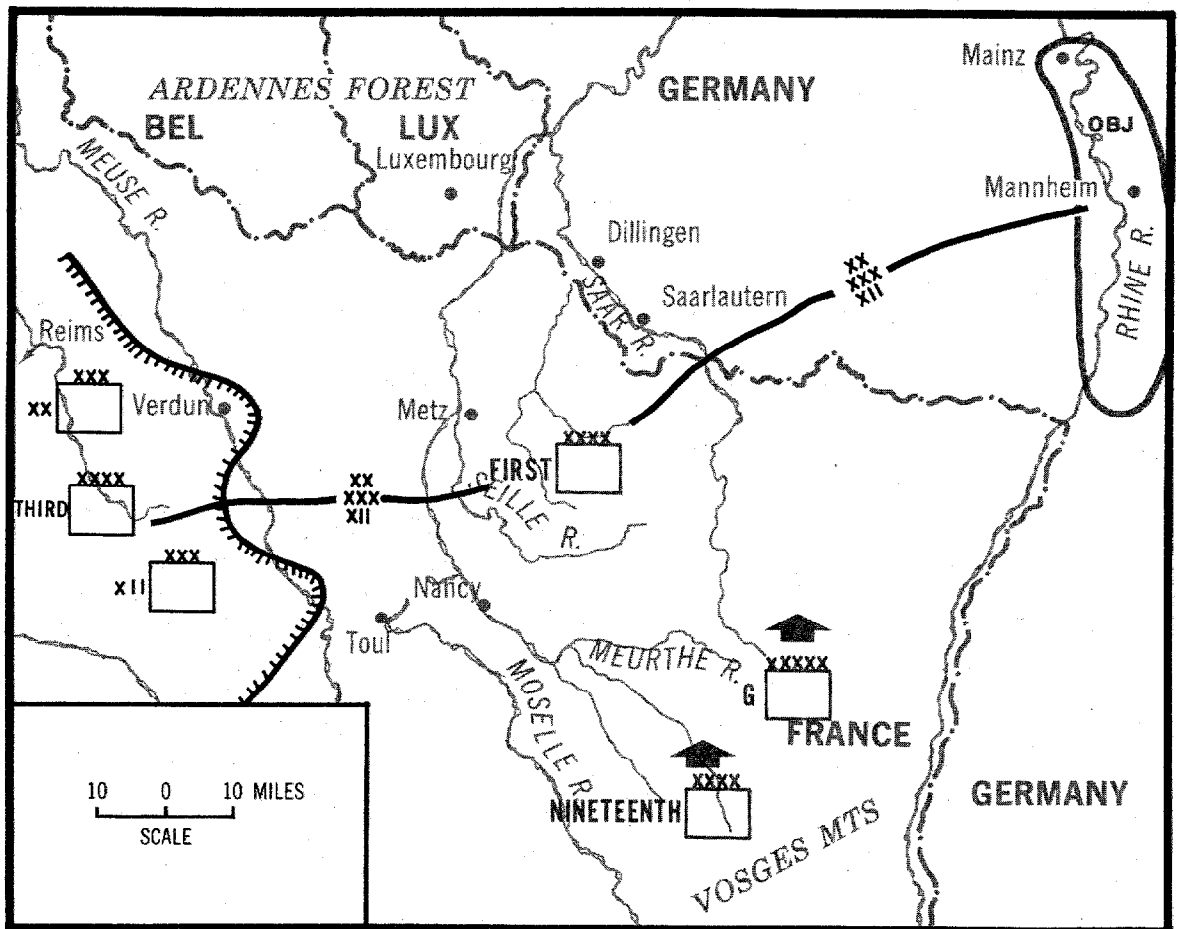 Mainz
ARDENNES FOREST
GERMANY
BEL
LUX
OBJ
Luxembourg
MEUSE R.
Mannheim
Dillingen
RHINE R.
SAAR R.
Saarlautern
XX
XXX
XII
Reims
XXX
XX
Verdun
Metz
XXXX
FIRST
XXXX
THIRD
XX
XXX
XII
SEILLE R.
XXX
XII
Nancy
Toul
MEURTHE R.
XXXXX
G
FRANCE
MOSELLE R.
XXXX
NINETEENTH
GERMANY
VOSGES MTS
10 0 10 MILES
SCALE